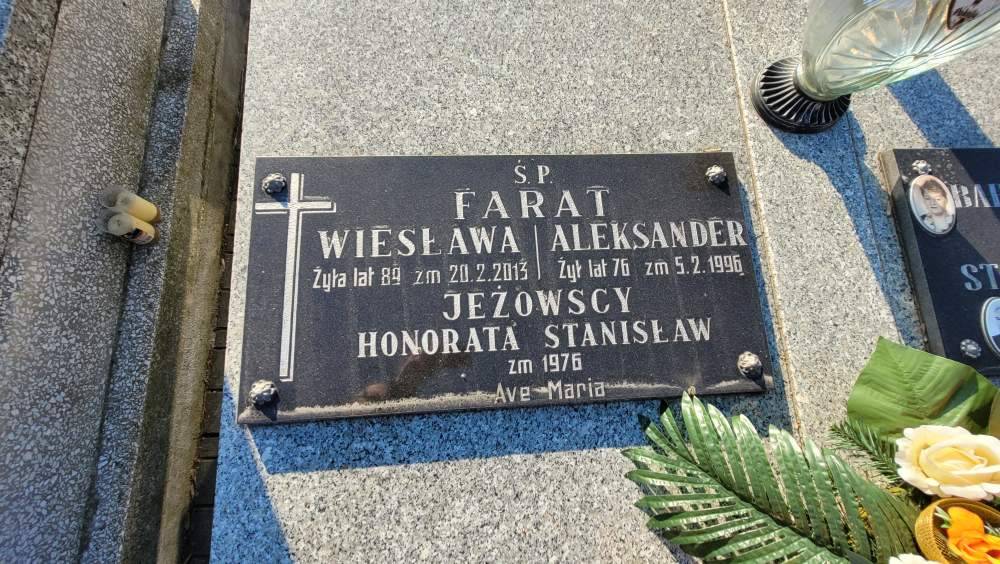 Ś.P.
FARAT
WIESŁAWA ALEKSANDER
Żyła lat 89 zm 20.2.2013 Żył lat 76 zm 5.2.1996
JEŻOWSCY
HONORATA STANISŁAW
zm 1976
Ave Maria